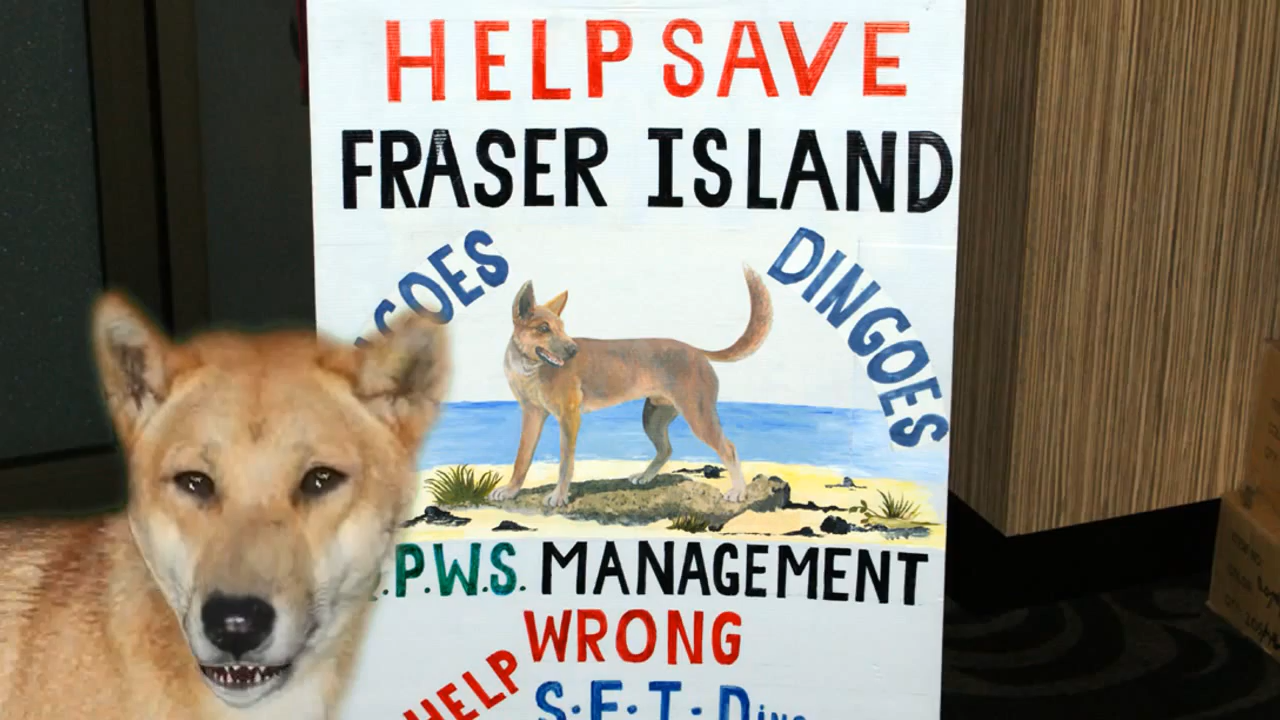 HELP SAVE
FRASER ISLAND
DINGOES
.P.W.S. MANAGEMENT
WRONG
HELP
S.F.I.D